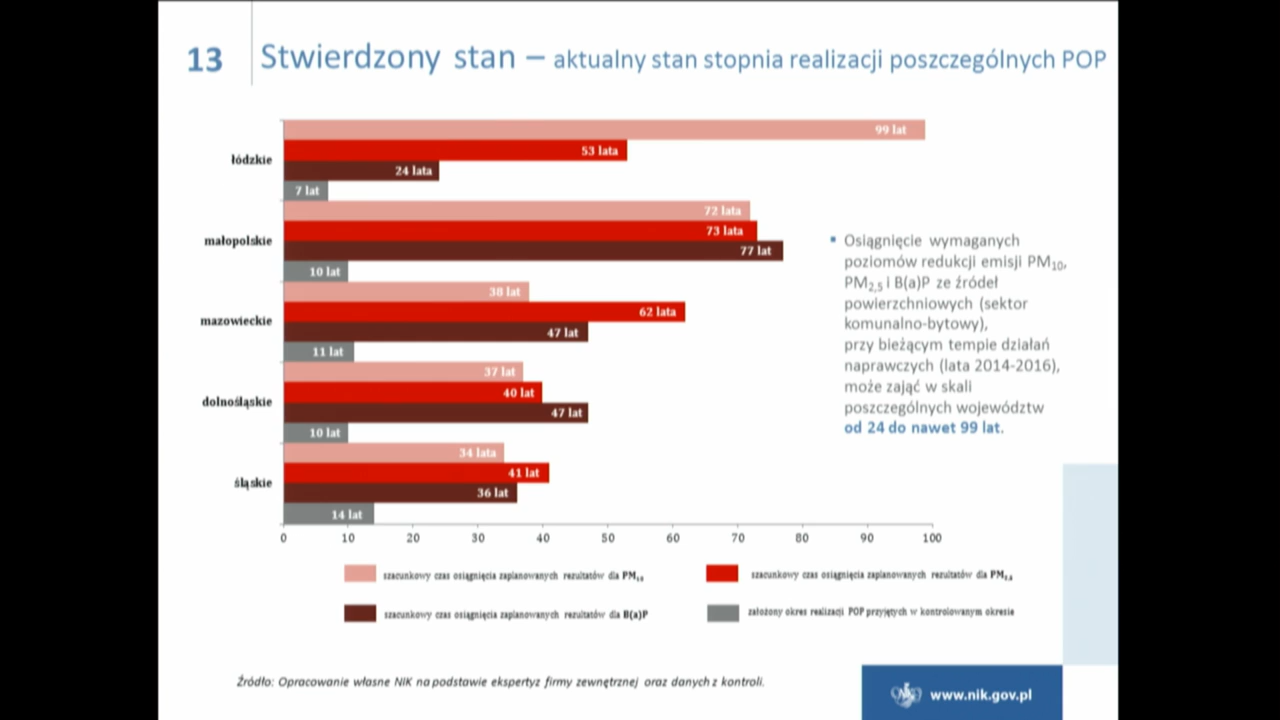 13
Stwierdzony stan – aktualny stan stopnia realizacji poszczególnych POP
łódzkie
99 lat
53 lata
24 lata
7 lat
małopolskie
72 lata
73 lata
77 lat
10 lat
mazowieckie
38 lat
62 lata
47 lat
11 lat
dolnośląskie
37 lat
40 lat
47 lat
10 lat
śląskie
34 lata
41 lat
36 lat
14 lat
0 10 20 30 40 50 60 70 80 90 100
▪ Osiągnięcie wymaganych
poziomów redukcji emisji PM10,
PM2,5 i B(a)P ze źródeł
powierzchniowych (sektor
komunalno-bytowy),
przy bieżącym tempie działań
naprawczych (lata 2014-2016),
może zająć w skali
poszczególnych województw
od 24 do nawet 99 lat.
szacunkowy czas osiągnięcia zaplanowanych rezultatów dla PM10
szacunkowy czas osiągnięcia zaplanowanych rezultatów dla PM2,5
szacunkowy czas osiągnięcia zaplanowanych rezultatów dla B(a)P
założony okres realizacji POP przyjętych w kontrolowanym okresie
Źródło: Opracowanie własne NIK na podstawie ekspertyz firmy zewnętrznej oraz danych z kontroli.
www.nik.gov.pl